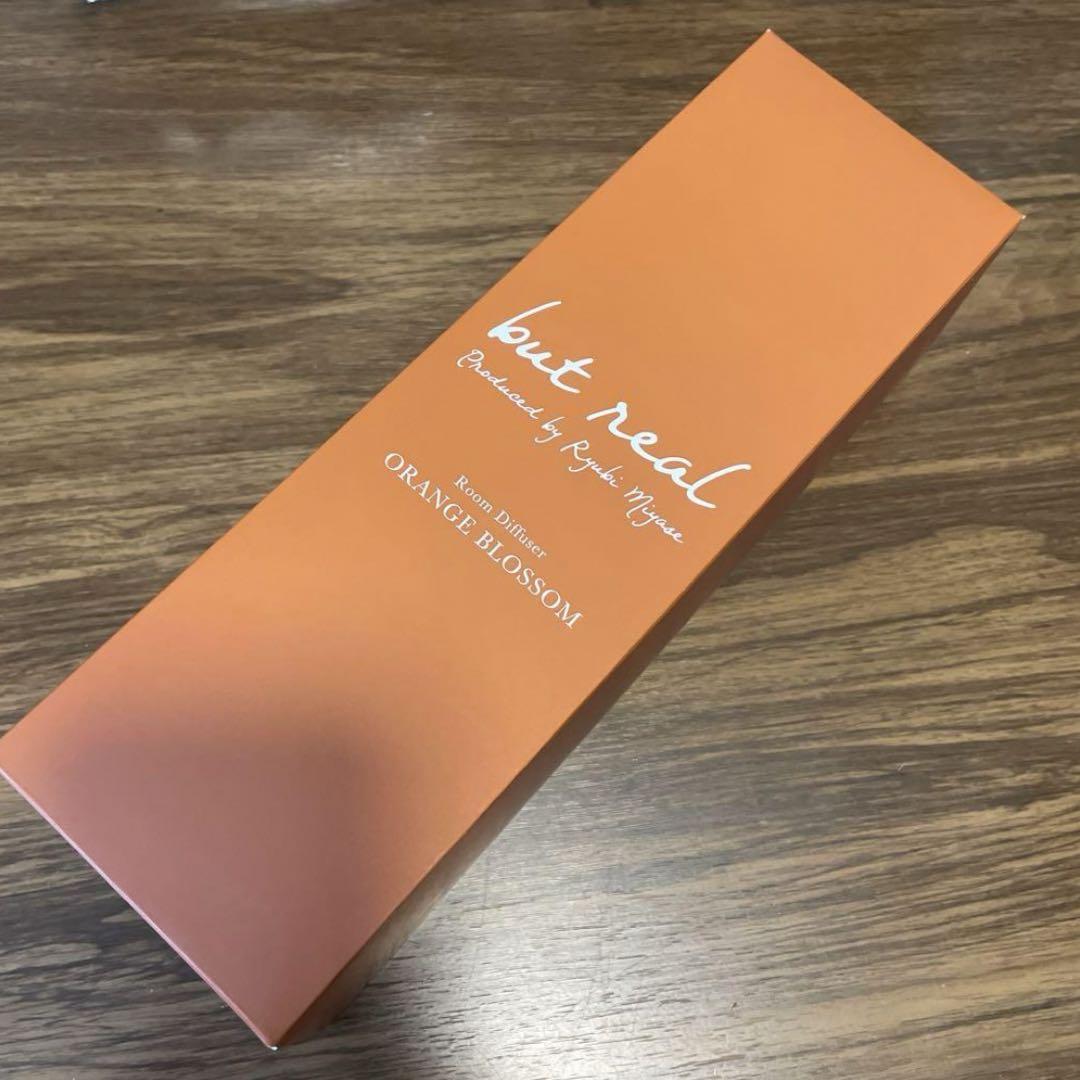 but real
Produced by Ryubi Miyase
Room Diffuser
ORANGE BLOSSOM